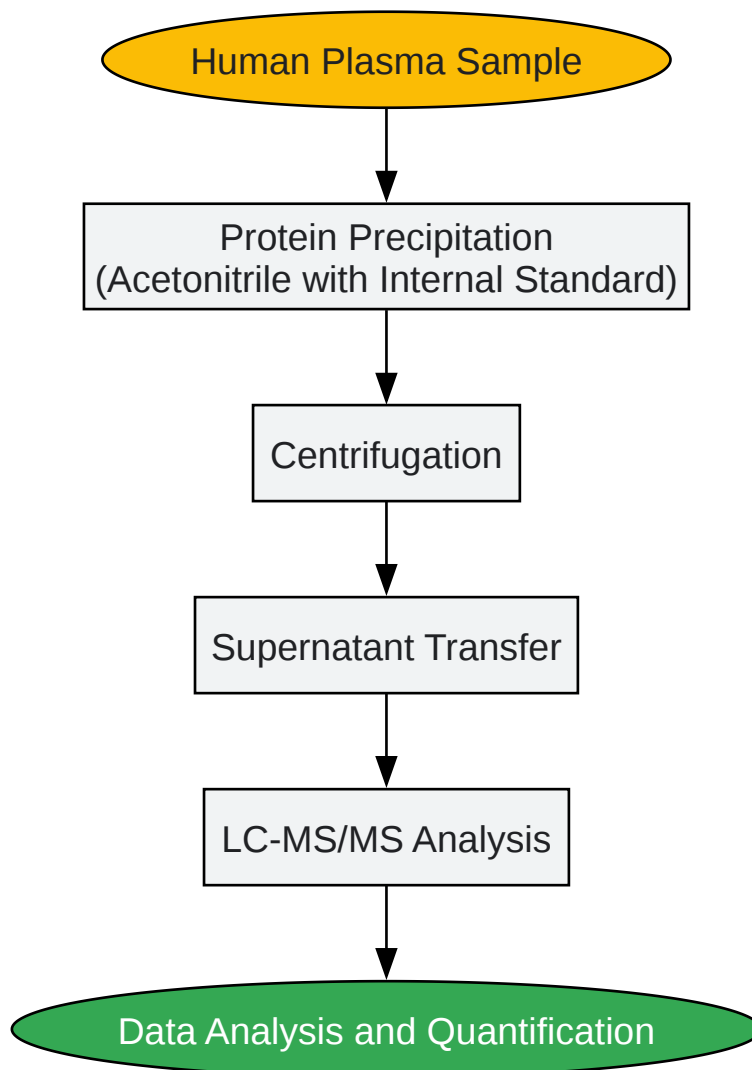 Human Plasma Sample
Protein Precipitation
(Acetonitrile with Internal Standard)
Centrifugation
Supernatant Transfer
LC-MS/MS Analysis
Data Analysis and Quantification